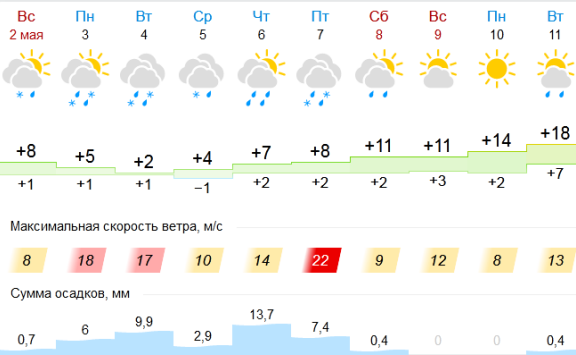 Вс Пн Вт Ср Чт Пт Сб Вс Пн Вт
2 мая 3 4 5 6 7 8 9 10 11
+8 +5 +2 +4 +7 +8 +11 +11 +14 +18
+1 +1 +1 −1 +2 +2 +2 +3 +2 +7
Максимальная скорость ветра, м/с
8 18 17 10 14 22 9 12 8 13
Сумма осадков, мм
0,7 6 9,9 2,9 13,7 7,4 0,4 0 0 0,4